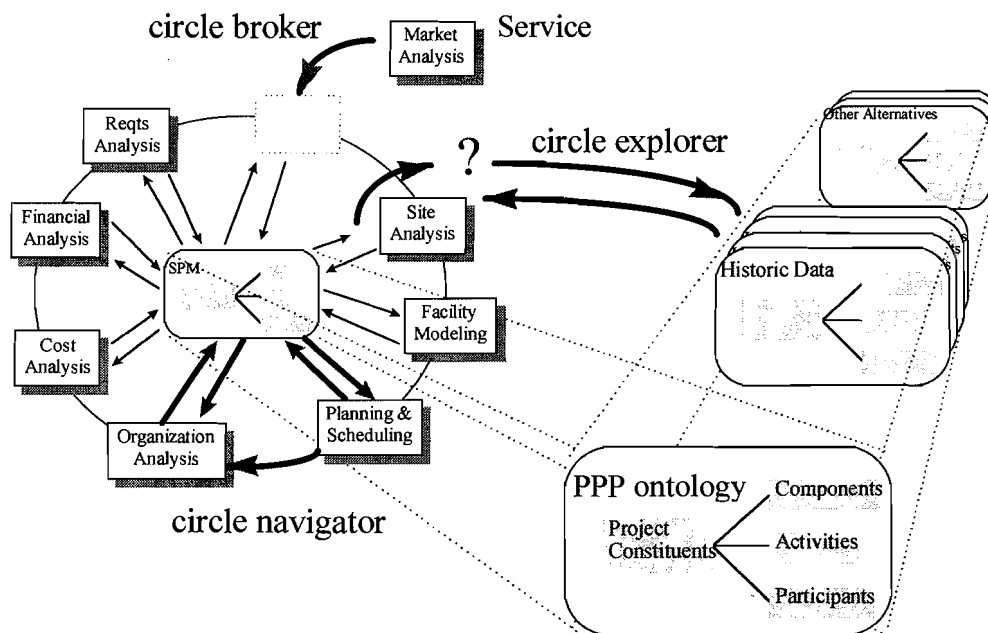 circle broker
Market
Analysis
Service
Reqts
Analysis
Other Alternatives
?
circle explorer
Financial
Analysis
Site
Analysis
SPM
Historic Data
Facility
Modeling
Cost
Analysis
Organization
Analysis
Planning &
Scheduling
circle navigator
PPP ontology
Project
Constituents
Components
Activities
Participants